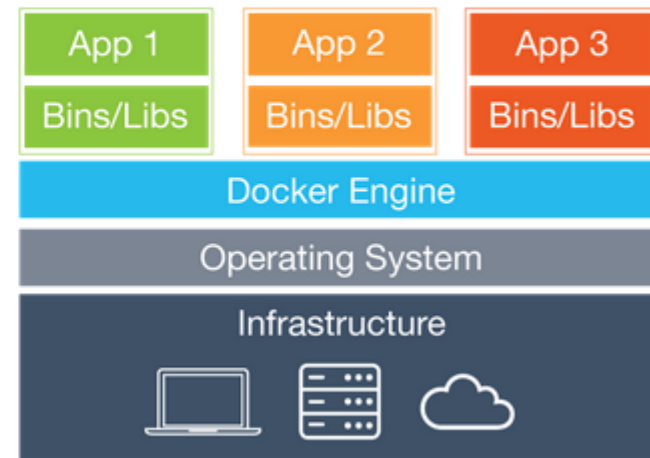 App 1
App 2
App 3
Bins/Libs
Bins/Libs
Bins/Libs
Docker Engine
Operating System
Infrastructure